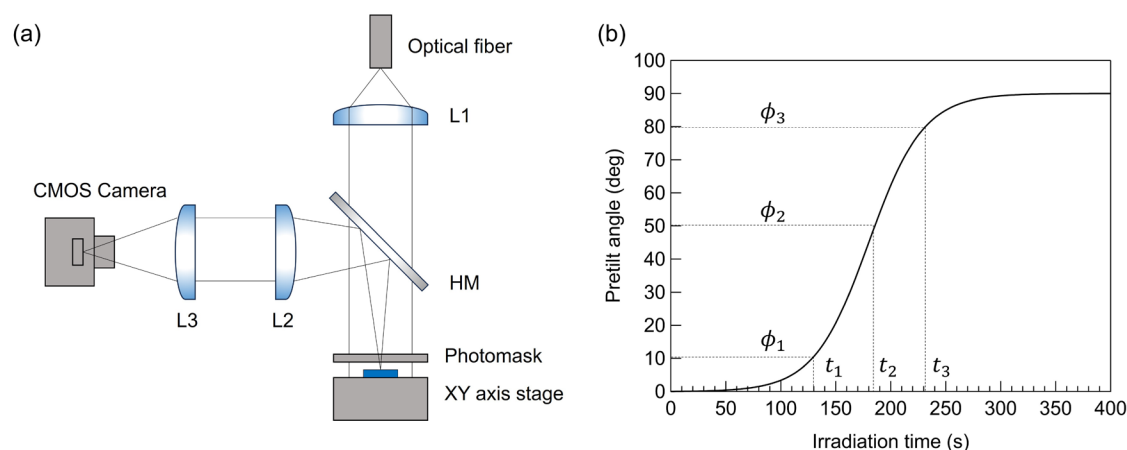 (a)
Optical fiber
L1
CMOS Camera
HM
L3
L2
Photomask
XY axis stage
(b)
Pretilt angle (deg)
100
90
80
70
60
50
40
30
20
10
0
ϕ₃
ϕ₂
ϕ₁
t₁
t₂
t₃
0 50 100 150 200 250 300 350 400
Irradiation time (s)